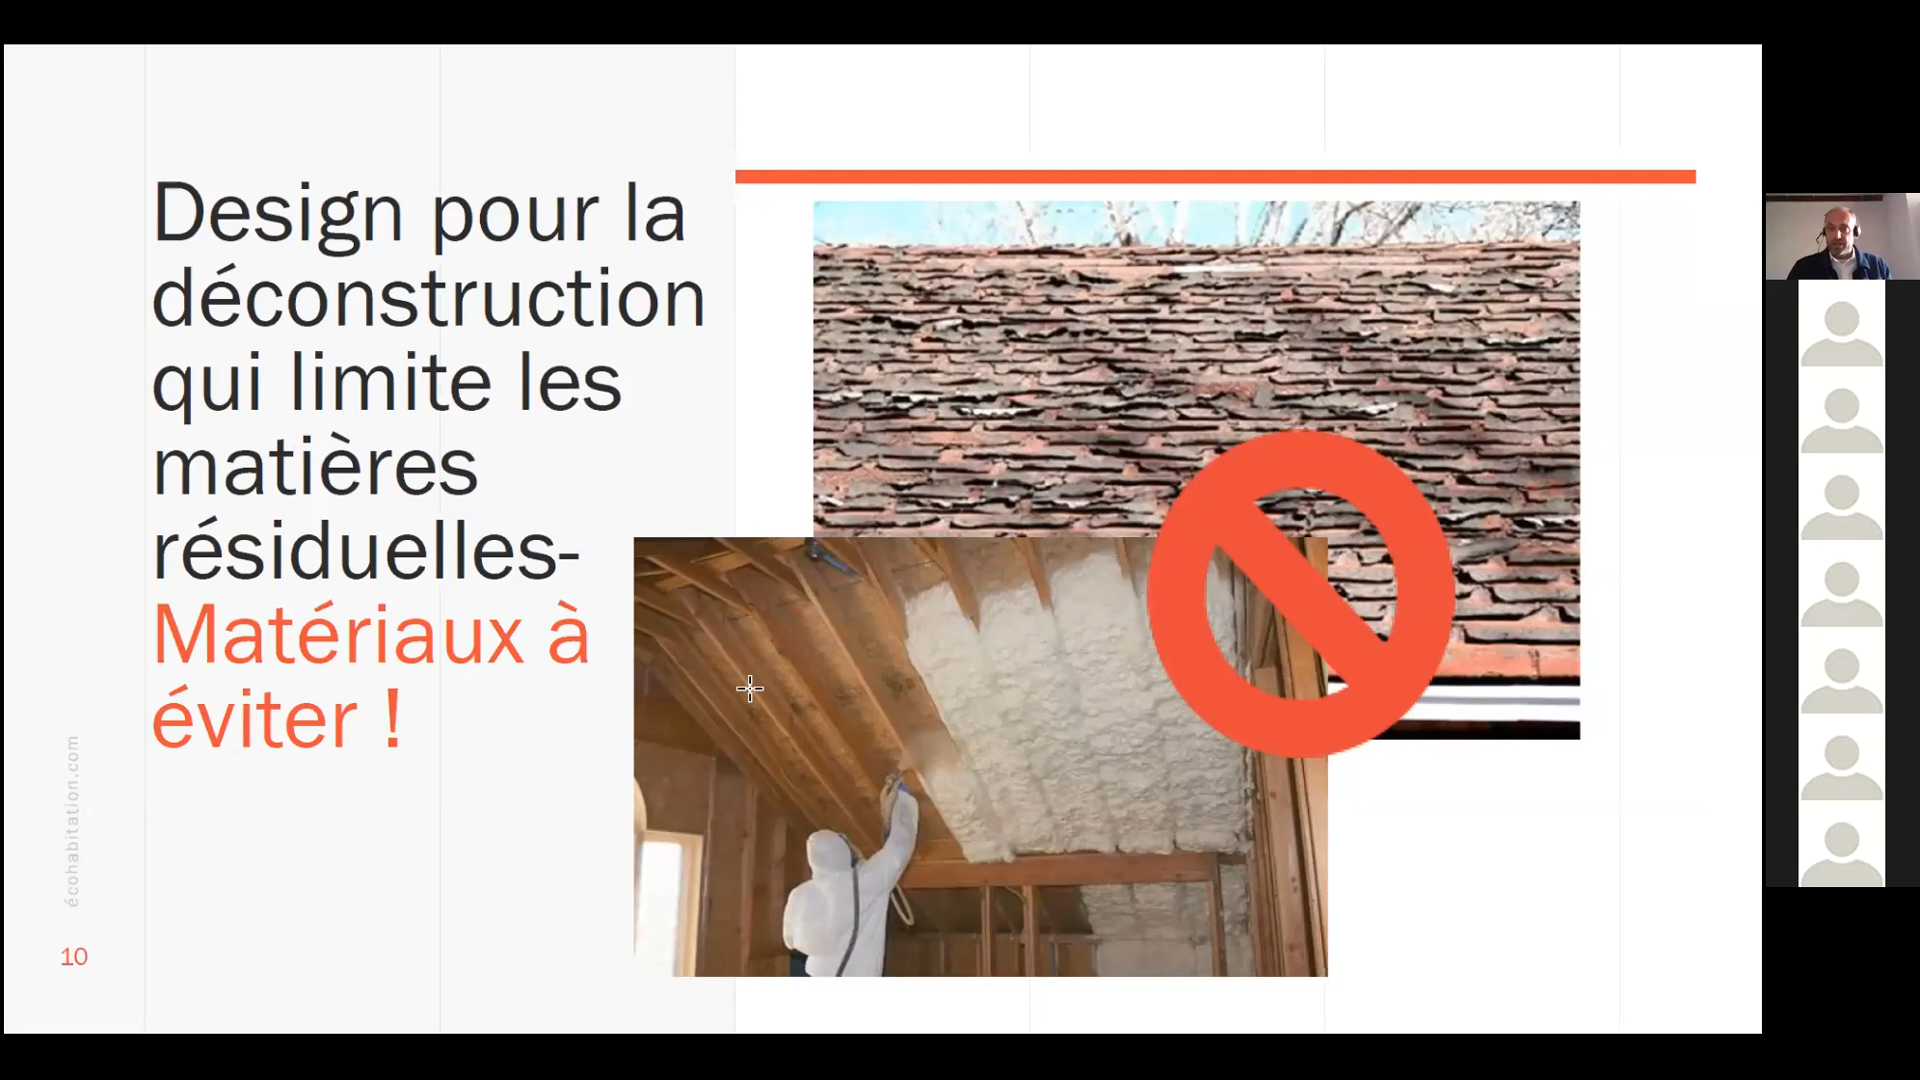 Design pour la
déconstruction
qui limite les
matières
résiduelles-
Matériaux à
éviter !
écohabitation.com
10